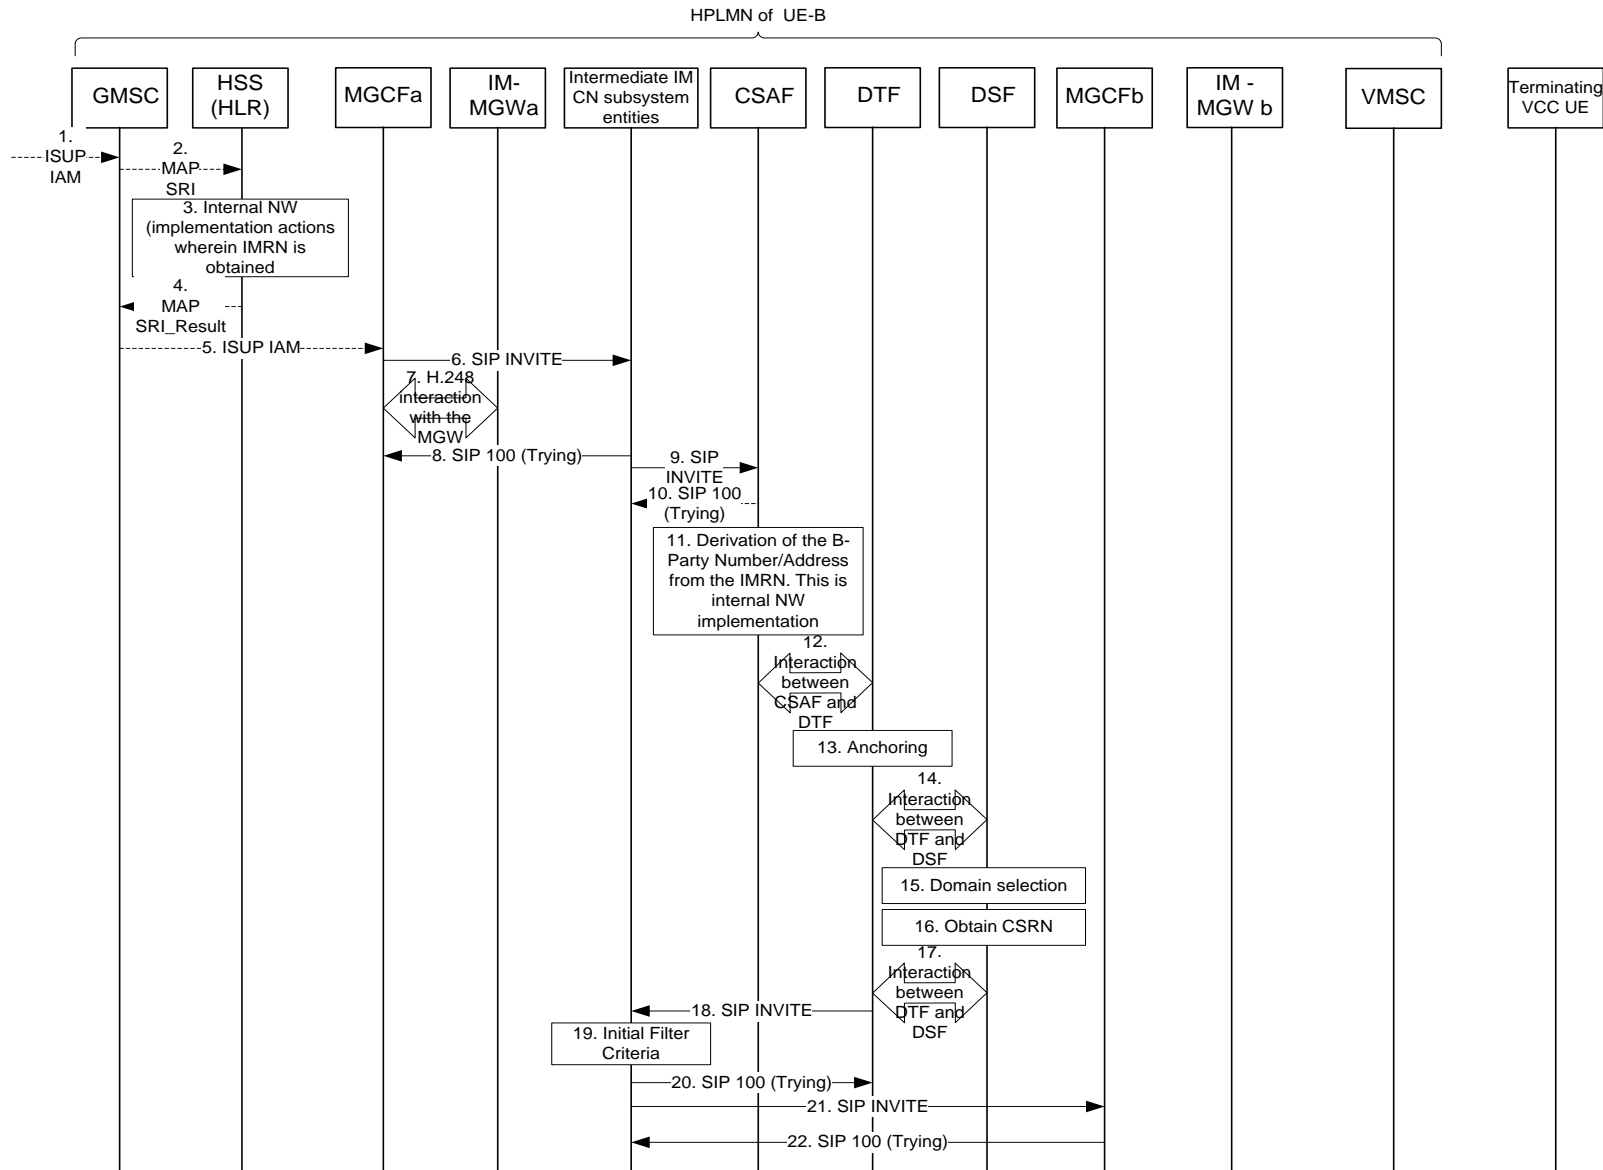 HPLMN of  UE-B
GMSC
HSS
(HLR)
MGCFa
IM-
MGWa
Intermediate IM
CN subsystem
entities
CSAF
DTF
DSF
MGCFb
IM -
MGW b
VMSC
Terminating
VCC UE
1.
ISUP
IAM
2.
MAP
SRI
3. Internal NW
(implementation actions
wherein IMRN is
obtained
4.
MAP
SRI_Result
5. ISUP IAM
6. SIP INVITE
7. H.248
interaction
with the
MGW
8. SIP 100 (Trying)
9. SIP
INVITE
10. SIP 100
(Trying)
11. Derivation of the B-
Party Number/Address
from the IMRN. This is
internal NW
implementation
12.
Interaction
between
CSAF and
DTF
13. Anchoring
14.
Interaction
between
DTF and
DSF
15. Domain selection
16. Obtain CSRN
17.
Interaction
between
DTF and
DSF
18. SIP INVITE
19. Initial Filter
Criteria
20. SIP 100 (Trying)
21. SIP INVITE
22. SIP 100 (Trying)